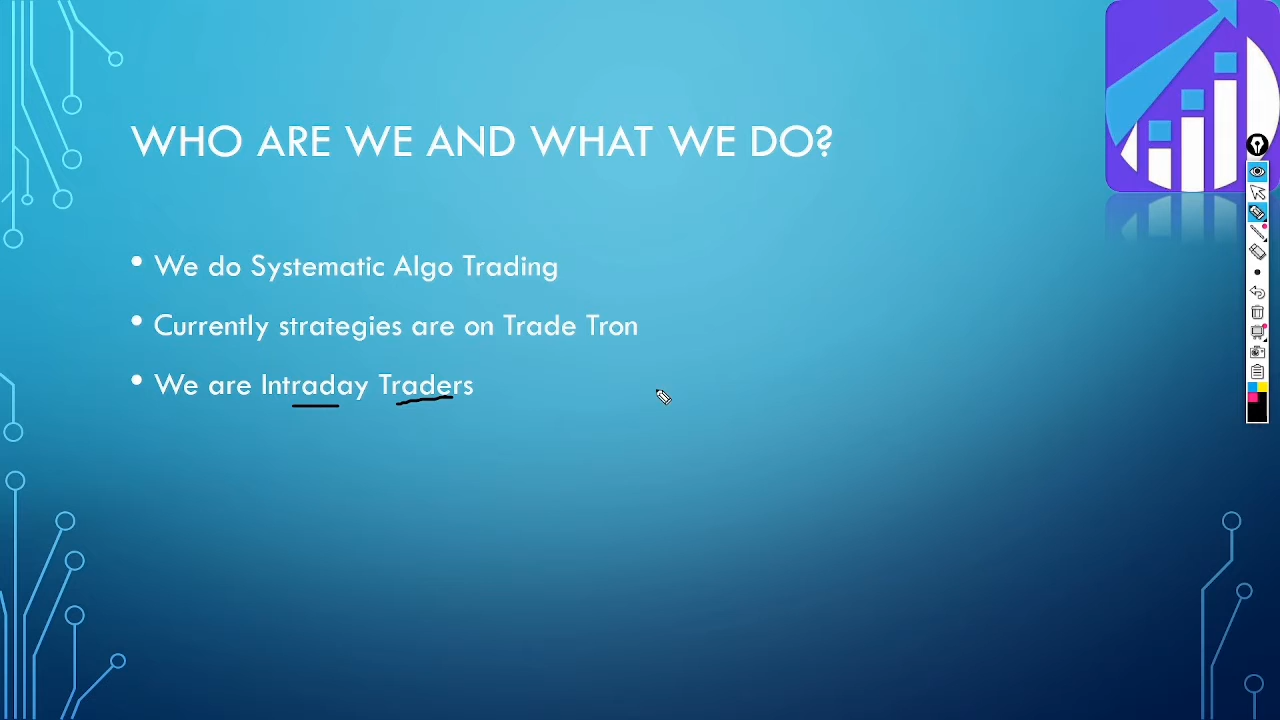 WHO ARE WE AND WHAT WE DO?
• We do Systematic Algo Trading
• Currently strategies are on Trade Tron
• We are Intraday Traders